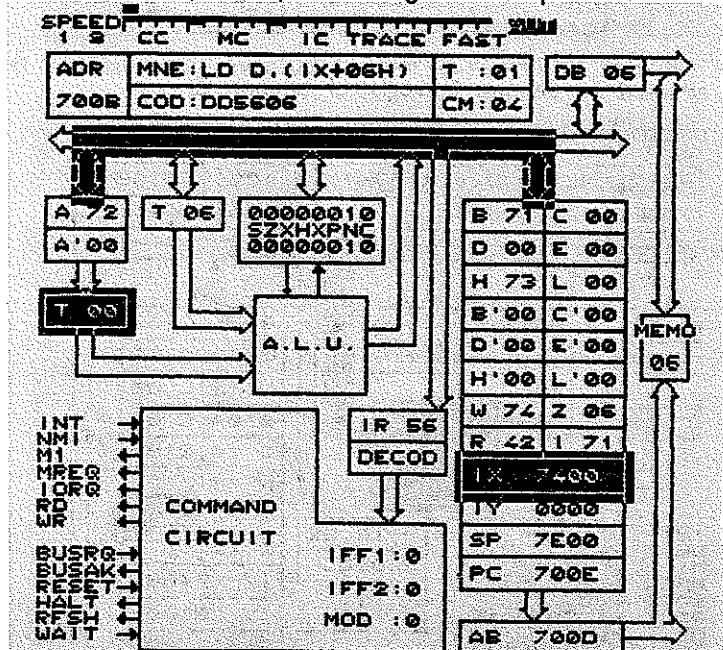 SPEED
1 3 CC MC IC TRACE FAST
ADR MNE:LD D.(IX+06H) T :01 DB 06
700B COD:DD5606 CM:04
A 72 T 06 00000010 B 71 C 00
SZXHXPNC
A'00 00000010 D 00 E 00
H 73 L 00
T 00 B'00 C'00 MEMO
A.L.U. D'00 E'00 06
H'00 L'00
INT IR 56 W 74 Z 06
NMI R 42 I 71
M1 DECOD
MREQ IX 7400
IORQ
RD COMMAND IY 0000
WR
CIRCUIT SP 7E00
BUSRQ IFF1:0
BUSAK PC 700E
RESET IFF2:0
HALT
RFSH MOD :0
WAIT AB 700D